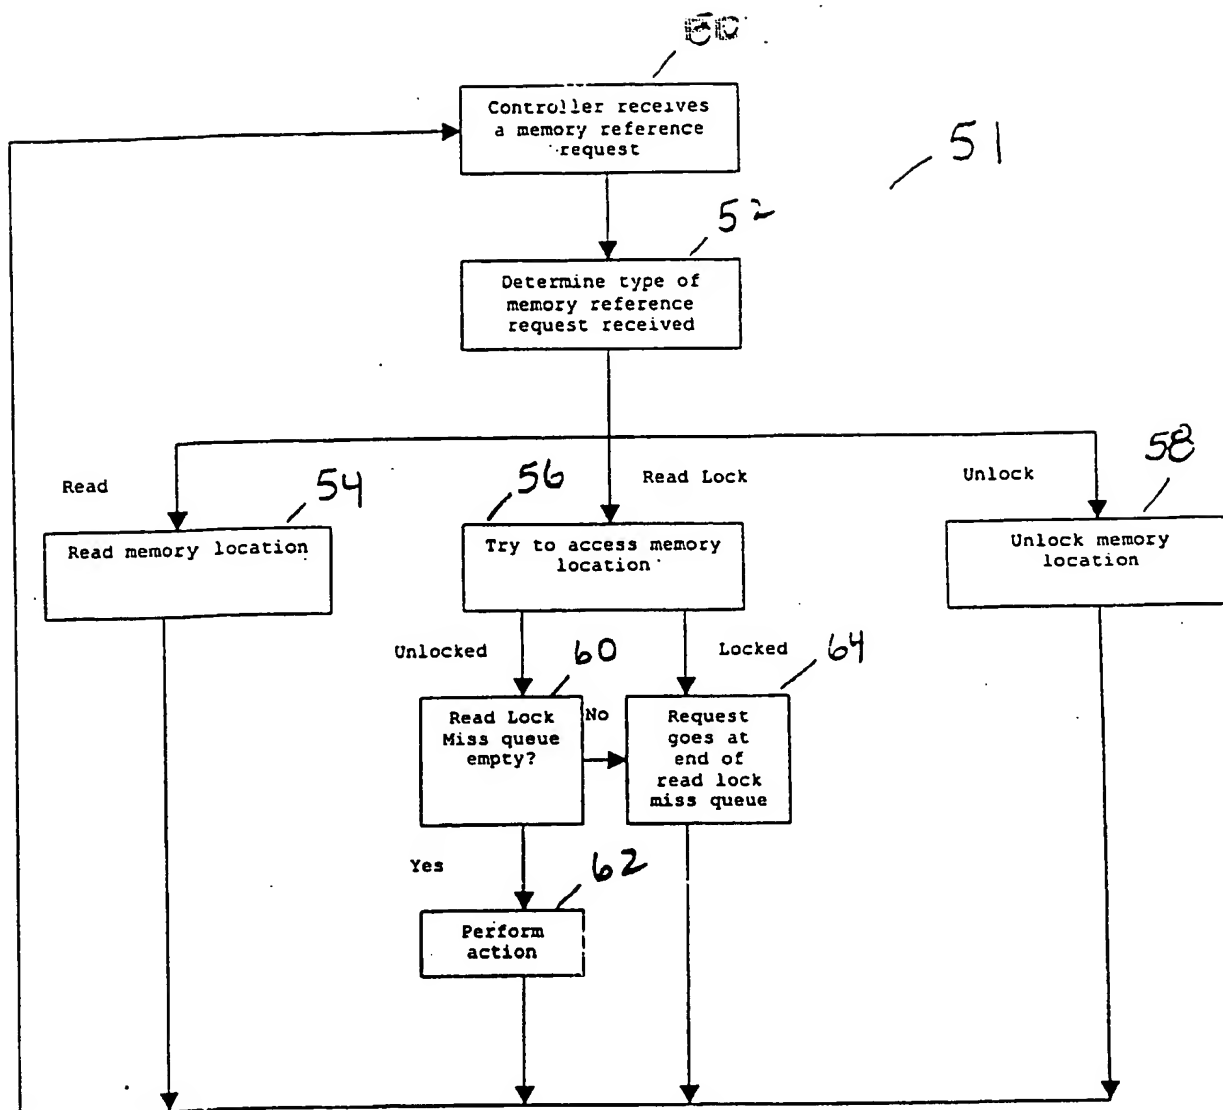 Controller receives
a memory reference
request
51
52
Determine type of
memory reference
request received
Read
54
56
Read Lock
Unlock
58
Read memory location
Try to access memory
location
Unlock memory
location
Unlocked
60
Locked
64
Read Lock
Miss queue
empty?
No
Request
goes at
end of
read lock
miss queue
Yes
62
Perform
action